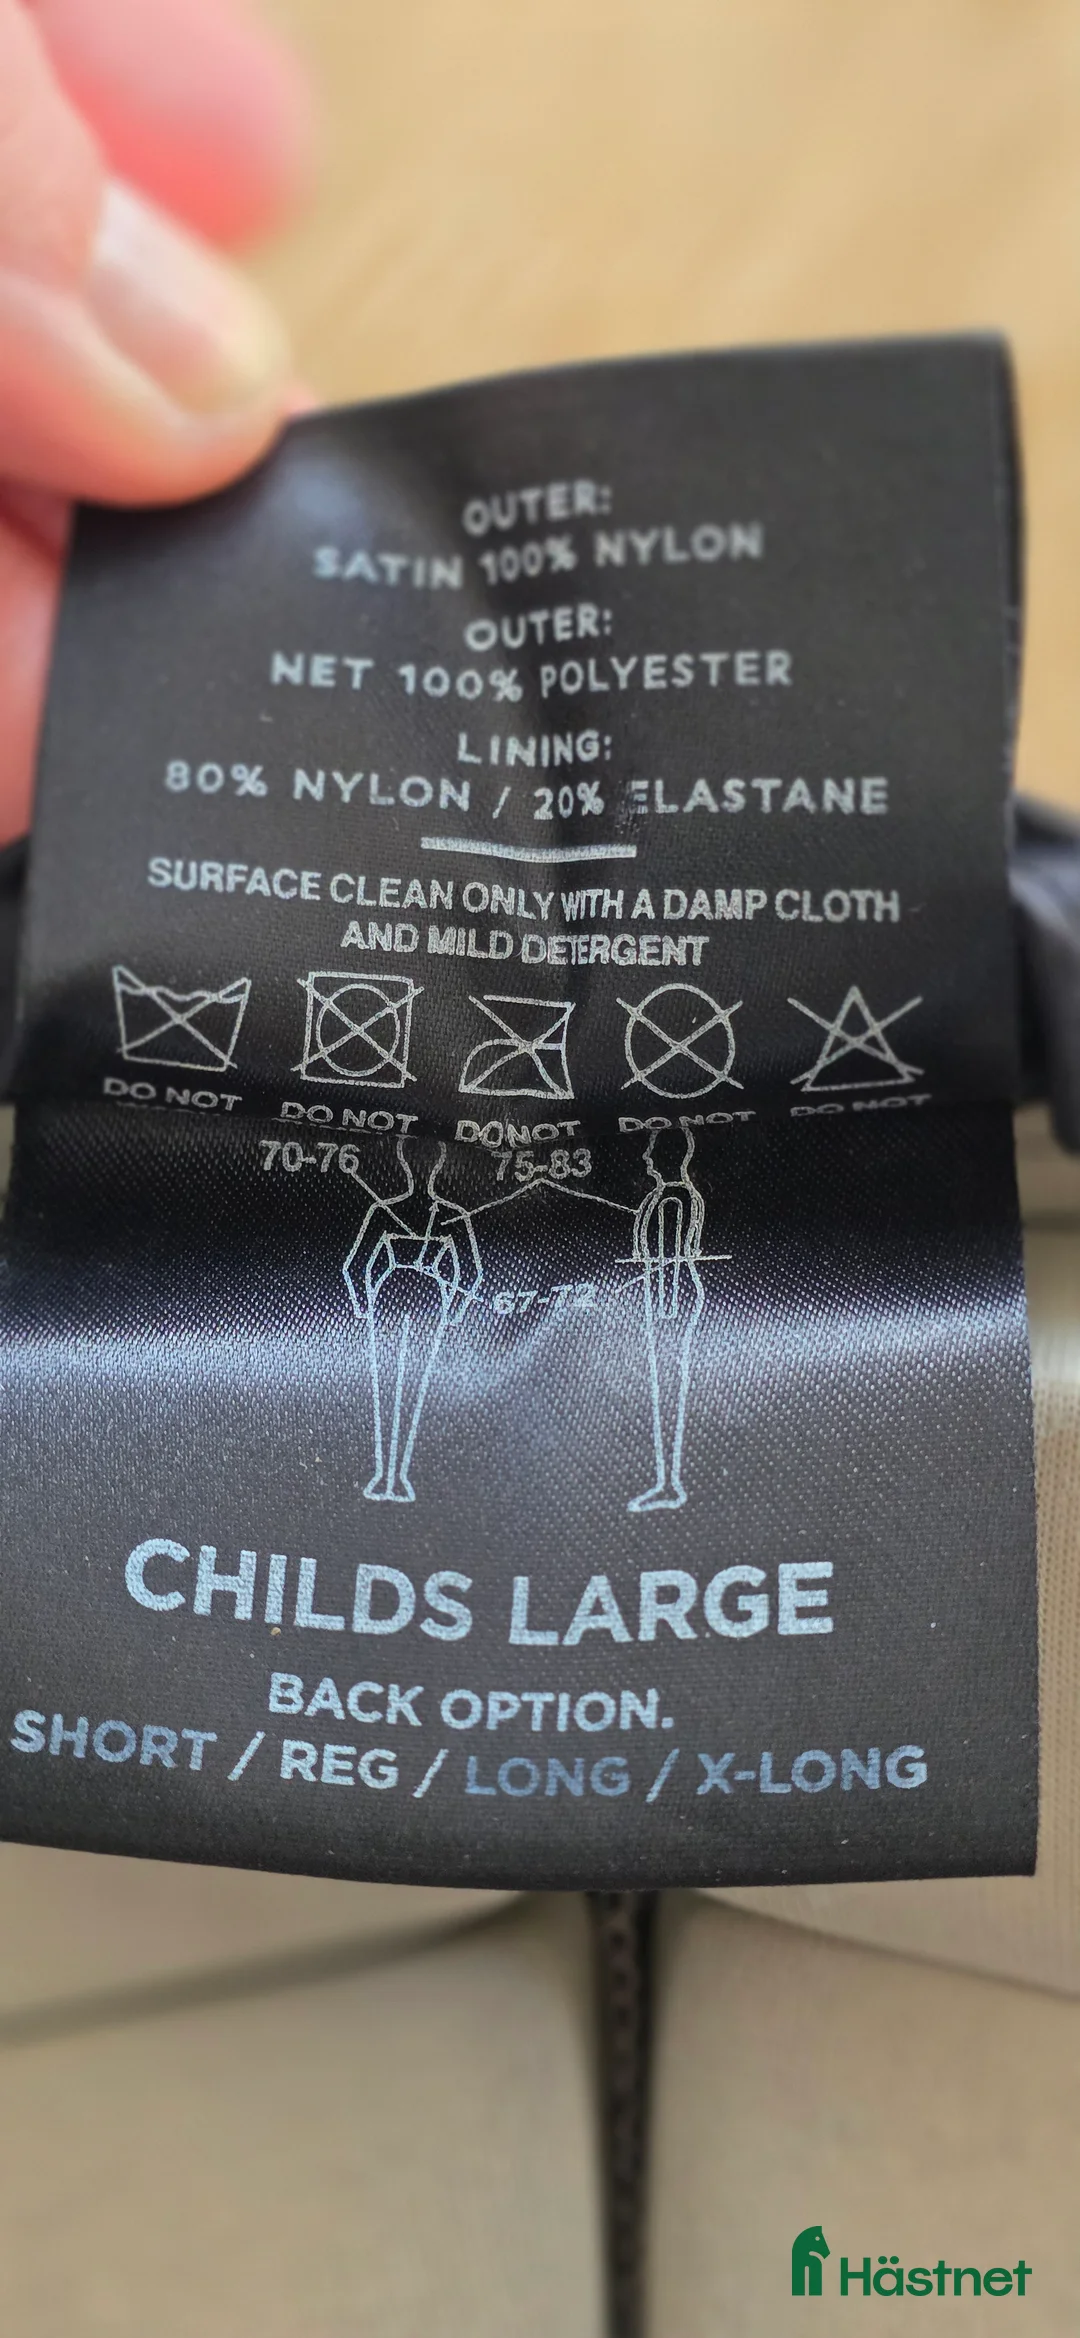 OUTER:
SATIN 100% NYLON
OUTER:
NET 100% POLYESTER
LINING:
80% NYLON / 20% ELASTANE
SURFACE CLEAN ONLY WITH A DAMP CLOTH
AND MILD DETERGENT
DO NOT DO NOT DO NOT DO NOT DO NOT
70-76 75-83
67-72
CHILDS LARGE
BACK OPTION.
SHORT / REG / LONG / X-LONG
Hästnet